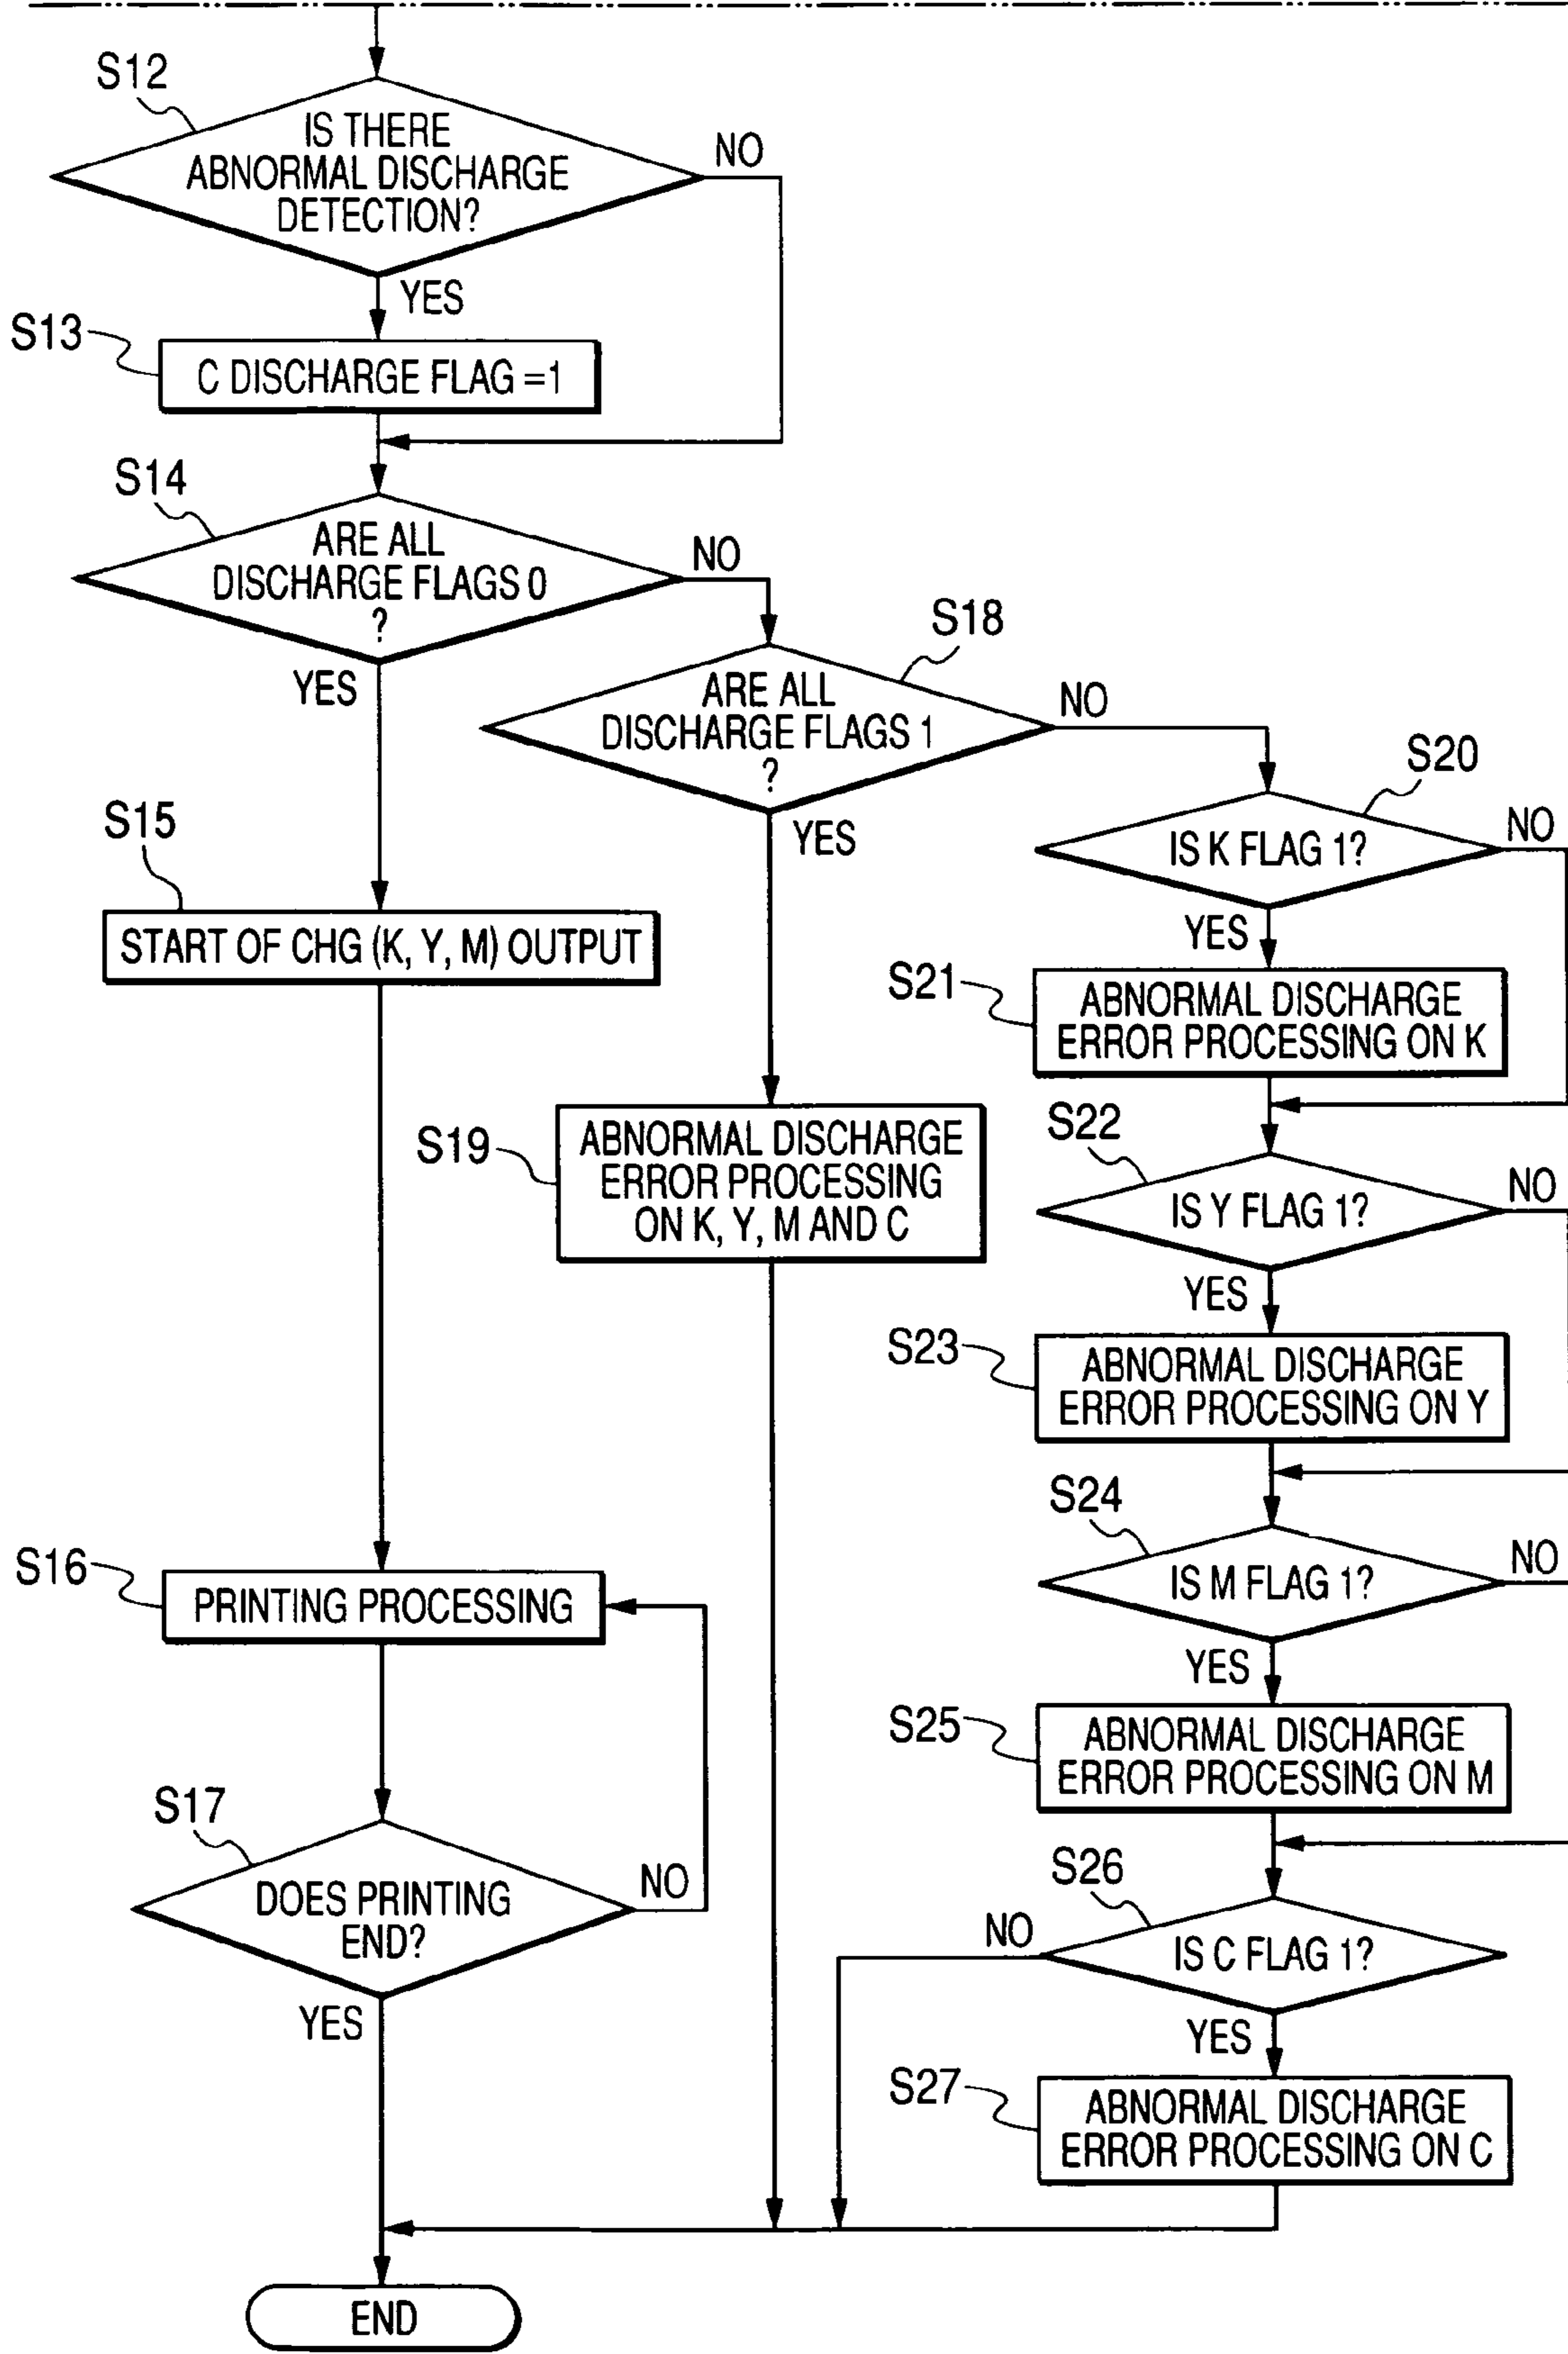 S12
IS THERE
ABNORMAL DISCHARGE
DETECTION?
NO
YES
S13
C DISCHARGE FLAG =1
S14
ARE ALL
DISCHARGE FLAGS 0
?
NO
YES
S18
ARE ALL
DISCHARGE FLAGS 1
?
NO
YES
S15
START OF CHG (K, Y, M) OUTPUT
S20
IS K FLAG 1?
NO
YES
S21
ABNORMAL DISCHARGE
ERROR PROCESSING ON K
S19
ABNORMAL DISCHARGE
ERROR PROCESSING
ON K, Y, M AND C
S22
IS Y FLAG 1?
NO
YES
S23
ABNORMAL DISCHARGE
ERROR PROCESSING ON Y
S24
IS M FLAG 1?
NO
YES
S25
ABNORMAL DISCHARGE
ERROR PROCESSING ON M
S16
PRINTING PROCESSING
S17
DOES PRINTING
END?
NO
YES
S26
IS C FLAG 1?
NO
YES
S27
ABNORMAL DISCHARGE
ERROR PROCESSING ON C
END